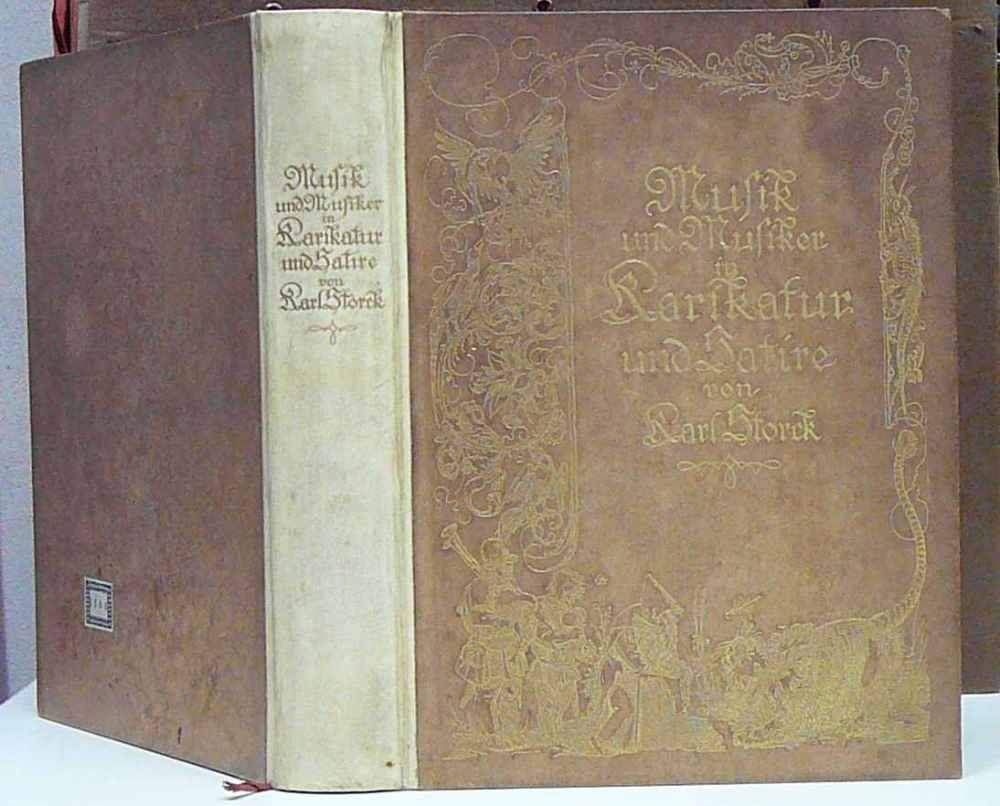 Musik
und Musiker
in
Karikatur
und Satire
von
Karl Storck
Musik
und Musiker
in
Karikatur
und Satire
von
Karl Storck